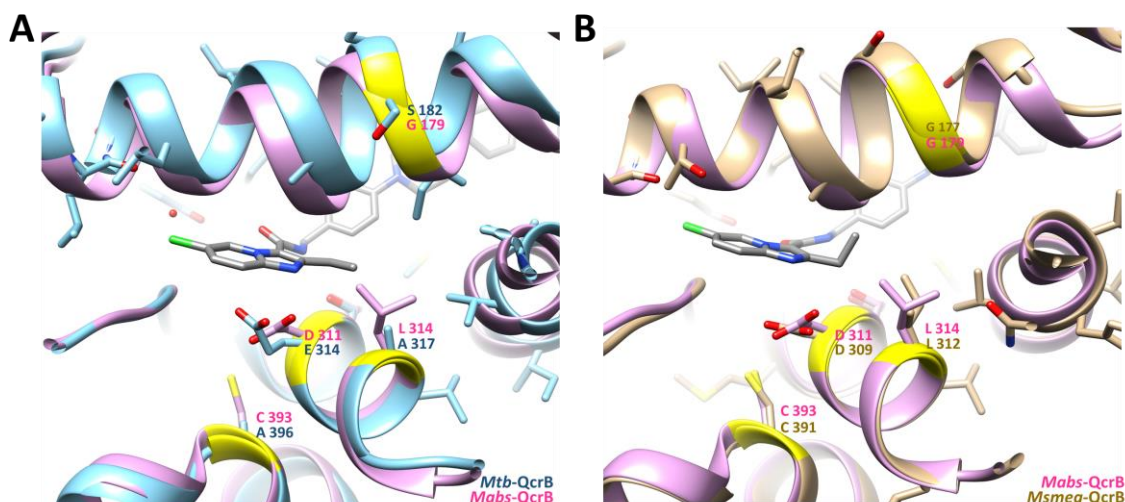 A
B
S 182
G 179
G 177
G 179
D 311
E 314
L 314
A 317
C 393
A 396
Mtb-QcrB
Mabs-QcrB
D 311
D 309
L 314
L 312
C 393
C 391
Mabs-QcrB
Msmeg-QcrB